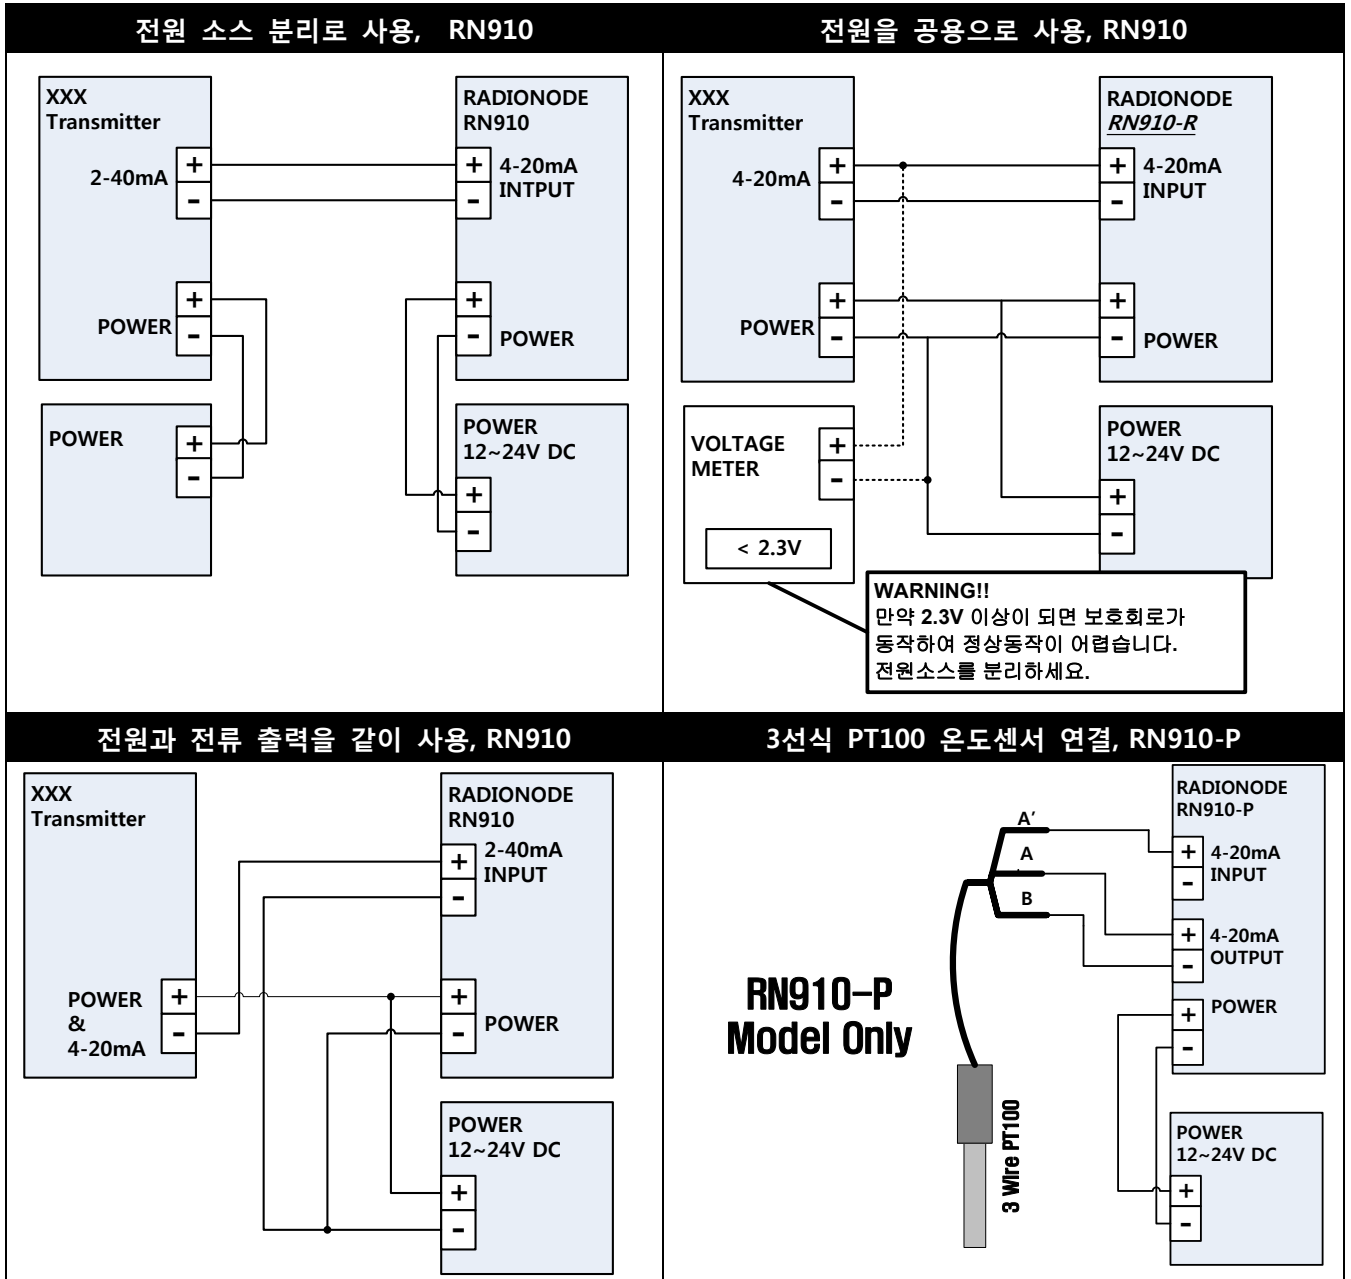 전원 소스 분리로 사용, RN910
XXX
Transmitter
2-40mA
+
-
POWER
+
-
RADIONODE
RN910
+
-
4-20mA
INTPUT
+
-
POWER
POWER
+
-
POWER
12~24V DC
+
-
전원을 공용으로 사용, RN910
XXX
Transmitter
4-20mA
+
-
POWER
+
-
RADIONODE
RN910-R
+
-
4-20mA
INPUT
+
-
POWER
VOLTAGE
METER
+
-
< 2.3V
POWER
12~24V DC
+
-
WARNING!!
만약 2.3V 이상이 되면 보호회로가
동작하여 정상동작이 어렵습니다.
전원소스를 분리하세요.
전원과 전류 출력을 같이 사용, RN910
XXX
Transmitter
POWER
&
4-20mA
+
-
RADIONODE
RN910
+
-
2-40mA
INPUT
+
-
POWER
POWER
12~24V DC
+
-
3선식 PT100 온도센서 연결, RN910-P
A’
A
B
RN910-P
Model Only
3 Wire PT100
RADIONODE
RN910-P
+
-
4-20mA
INPUT
+
-
4-20mA
OUTPUT
+
-
POWER
POWER
12~24V DC
+
-